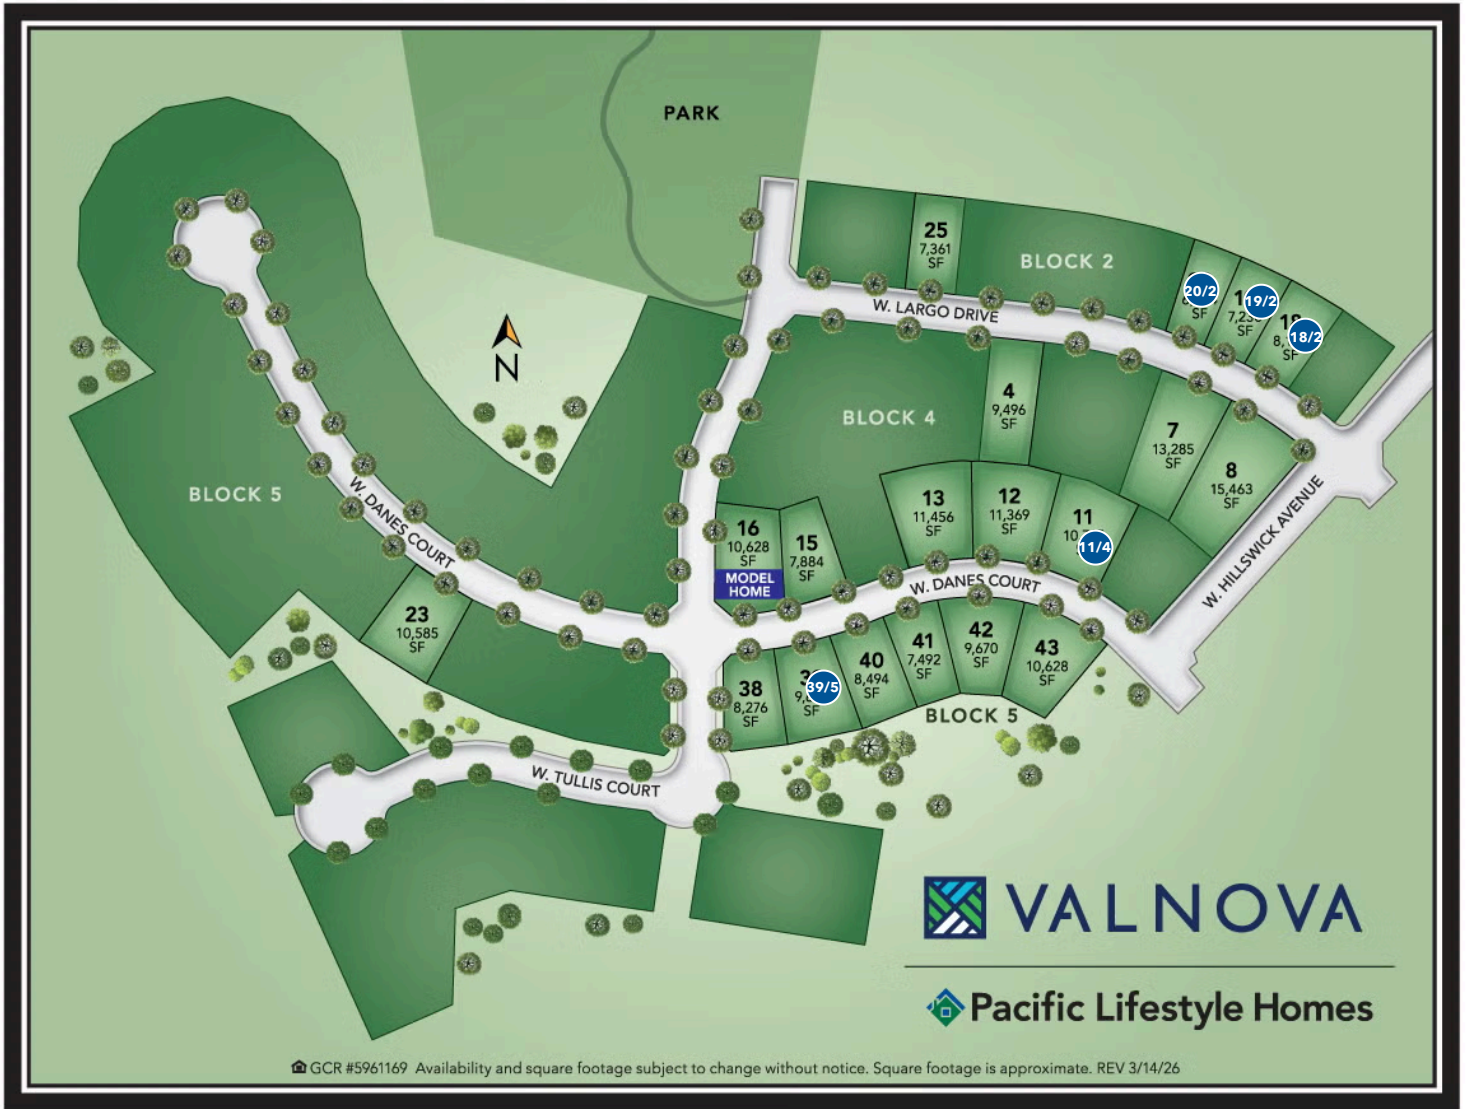 PARK
25
7,361
SF
BLOCK 2
20/2
SF
19/2
SF
18/2
SF
W. LARGO DRIVE
N
BLOCK 4
4
9,496
SF
7
13,285
SF
8
15,463
SF
BLOCK 5
W. DANES COURT
13
11,456
SF
12
11,369
SF
11
11/4
16
10,628
SF
MODEL
HOME
15
7,884
SF
W. DANES COURT
W. HILLSWICK AVENUE
23
10,585
SF
38
8,276
SF
39/5
SF
40
8,494
SF
41
7,492
SF
42
9,670
SF
43
10,628
SF
BLOCK 5
W. TULLIS COURT
VALNOVA
Pacific Lifestyle Homes
GCR #5961169 Availability and square footage subject to change without notice. Square footage is approximate. REV 3/14/26